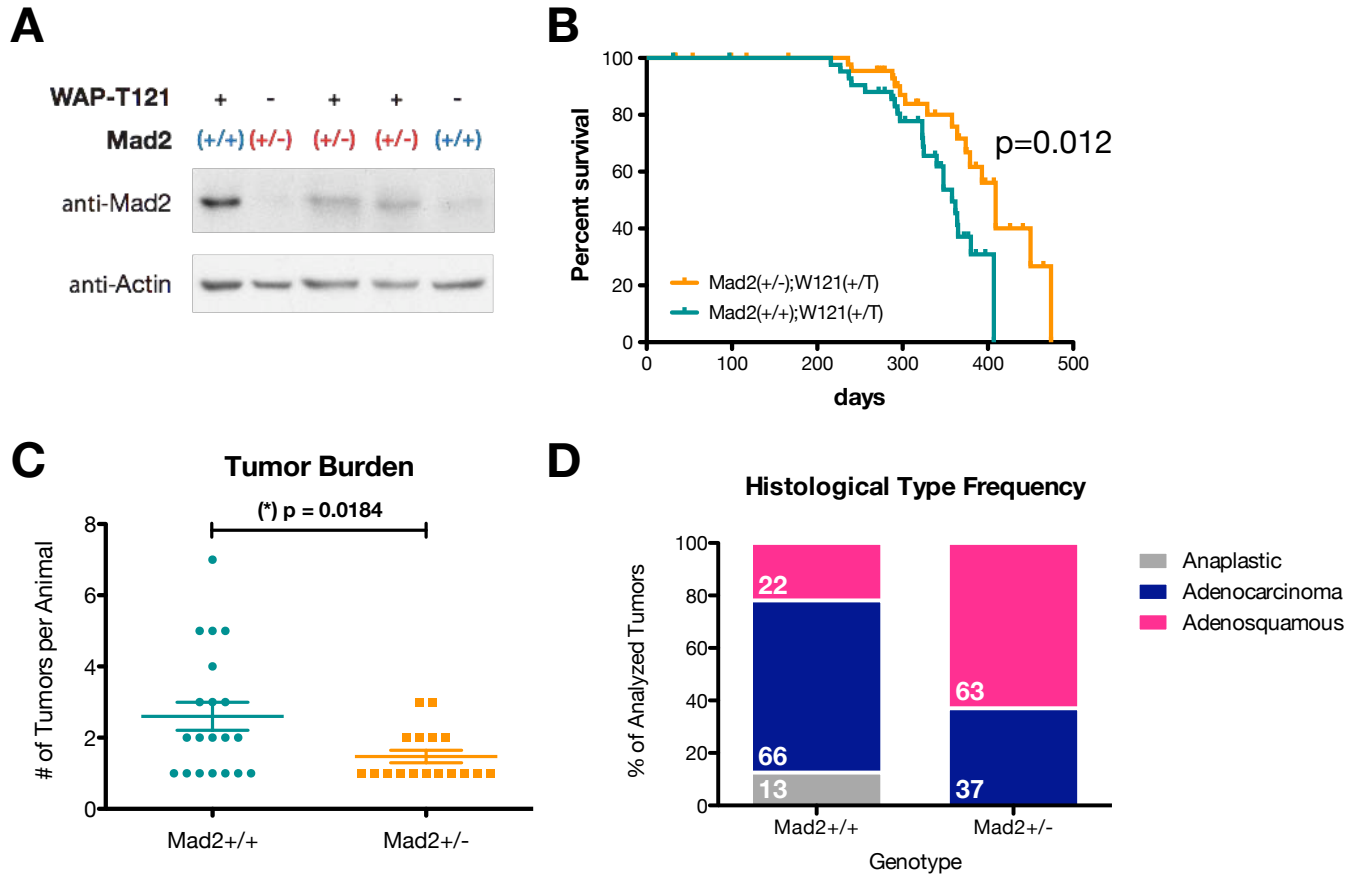 A
WAP-T121 + - + + -
Mad2 (+/+) (+/-) (+/-) (+/-) (+/+)
anti-Mad2
anti-Actin
B
Percent survival
100
80
60
40
20
0
p=0.012
Mad2(+/-);W121(+/T)
Mad2(+/+);W121(+/T)
0 100 200 300 400 500
days
C
Tumor Burden
(*) p = 0.0184
# of Tumors per Animal
8
6
4
2
0
Mad2+/+ Mad2+/-
D
Histological Type Frequency
% of Analyzed Tumors
100
80
60
40
20
0
22
66
13
63
37
Mad2+/+ Mad2+/-
Genotype
Anaplastic
Adenocarcinoma
Adenosquamous